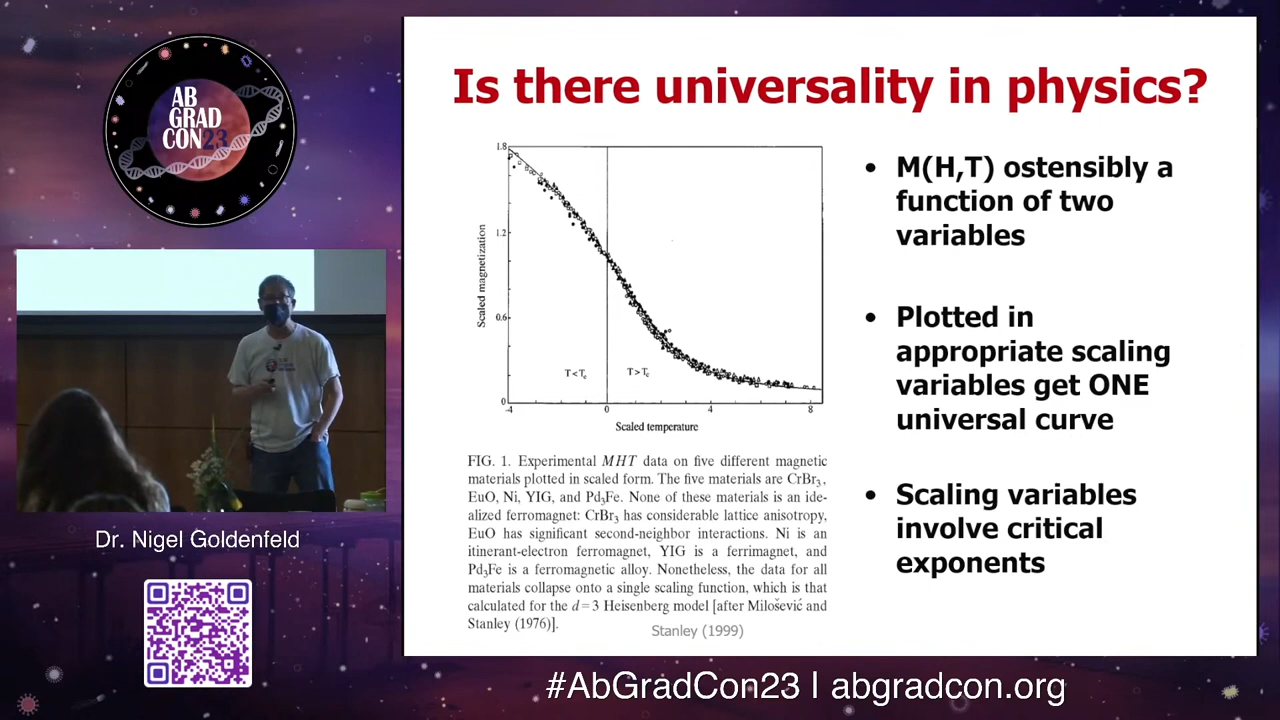 AB
GRAD
CON23
Dr. Nigel Goldenfeld
Is there universality in physics?
1.8
1.2
0.6
0
-4
0
4
8
Scaled magnetization
T<Tc
T>Tc
Scaled temperature
FIG. 1. Experimental MHT data on five different magnetic
materials plotted in scaled form. The five materials are CrBr3,
EuO, Ni, YIG, and Pd3Fe. None of these materials is an ide-
alized ferromagnet: CrBr3 has considerable lattice anisotropy,
EuO has significant second-neighbor interactions. Ni is an
itinerant-electron ferromagnet, YIG is a ferrimagnet, and
Pd3Fe is a ferromagnetic alloy. Nonetheless, the data for all
materials collapse onto a single scaling function, which is that
calculated for the d=3 Heisenberg model [after Milošević and
Stanley (1976)].
Stanley (1999)
• M(H,T) ostensibly a
function of two
variables
• Plotted in
appropriate scaling
variables get ONE
universal curve
• Scaling variables
involve critical
exponents
#AbGradCon23 | abgradcon.org